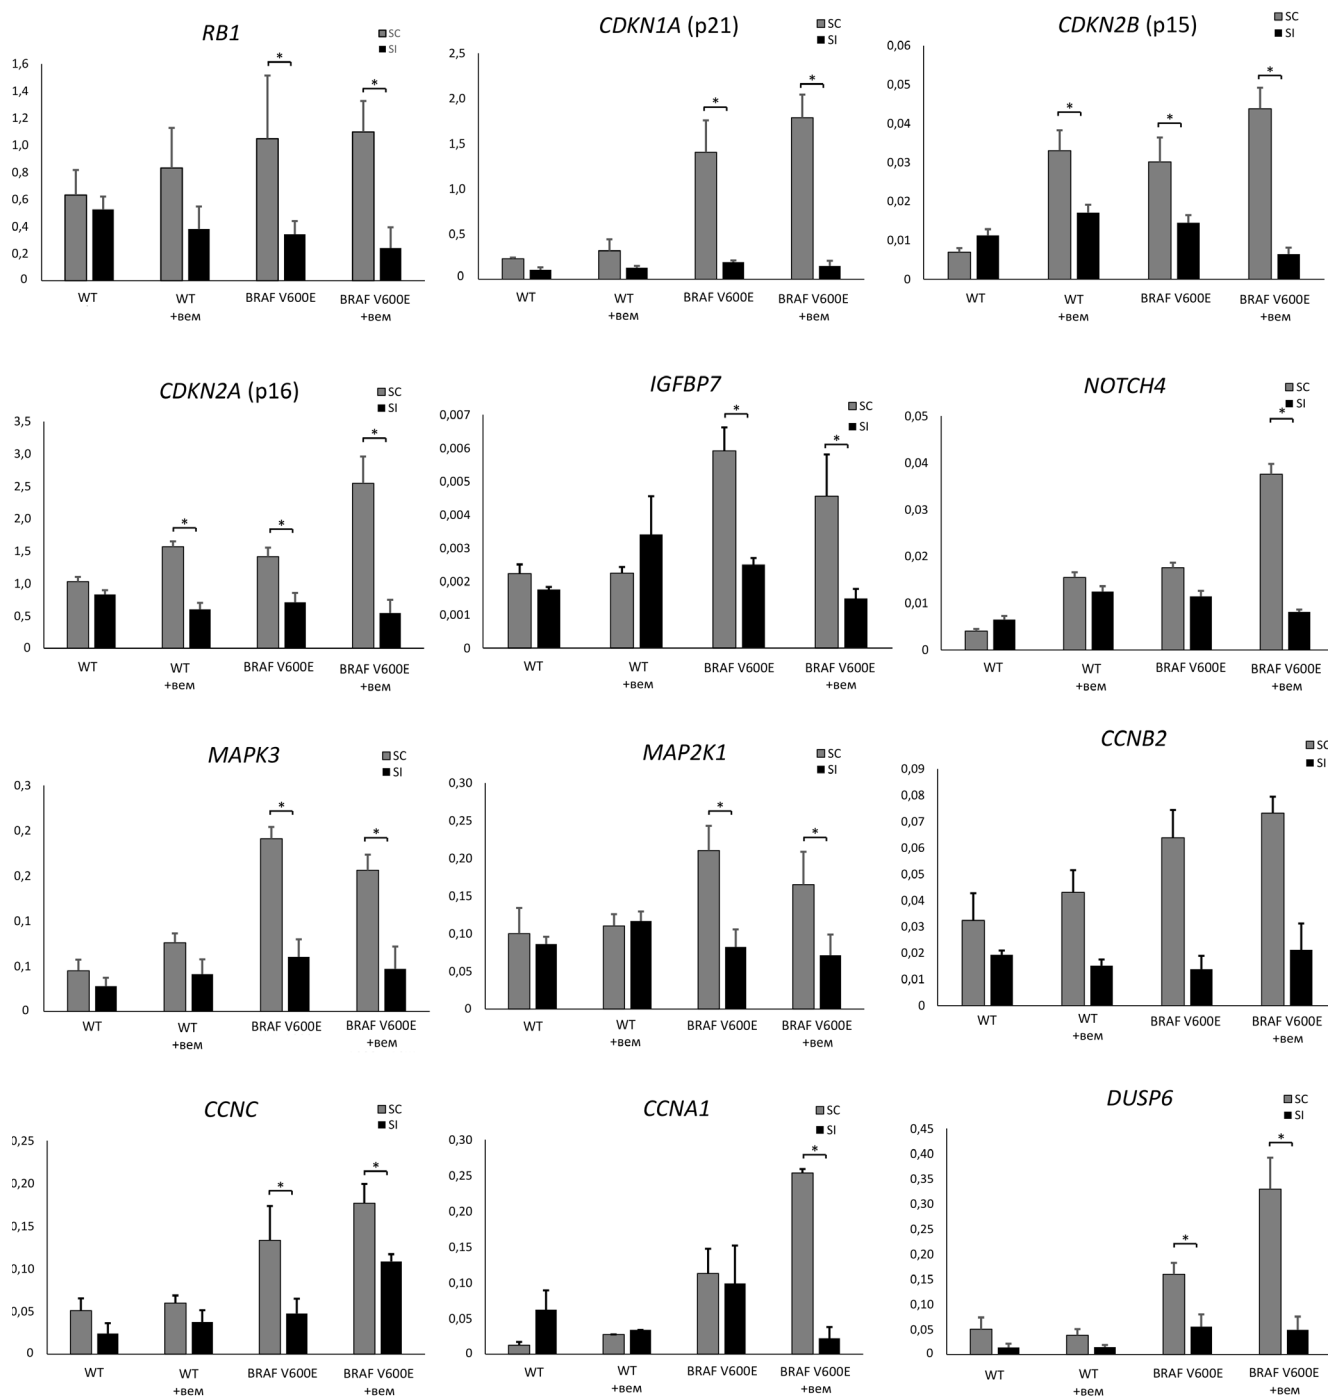 RB1
SC
SI
1,6
1,4
1,2
1,0
0,8
0,6
0,4
0,2
0
*
*
WT
WT
+вем
BRAF V600E
BRAF V600E
+вем
CDKN1A (p21)
SC
SI
2,5
2,0
1,5
1,0
0,5
0
*
*
WT
WT
+вем
BRAF V600E
BRAF V600E
+вем
CDKN2B (p15)
SC
SI
0,06
0,05
0,04
0,03
0,02
0,01
0
*
*
*
WT
WT
+вем
BRAF V600E
BRAF V600E
+вем
CDKN2A (p16)
SC
SI
3,5
3,0
2,5
2,0
1,5
1,0
0,5
0
*
*
*
WT
WT
+вем
BRAF V600E
BRAF V600E
+вем
IGFBP7
SC
SI
0,007
0,006
0,005
0,004
0,003
0,002
0,001
0
*
*
WT
WT
+вем
BRAF V600E
BRAF V600E
+вем
NOTCH4
SC
SI
0,05
0,04
0,03
0,02
0,01
0
*
WT
WT
+вем
BRAF V600E
BRAF V600E
+вем
MAPK3
SC
SI
0,3
0,2
0,2
0,1
0,1
0
*
*
WT
WT
+вем
BRAF V600E
BRAF V600E
+вем
MAP2K1
SC
SI
0,30
0,25
0,20
0,15
0,10
0,05
0
*
*
WT
WT
+вем
BRAF V600E
BRAF V600E
+вем
CCNB2
SC
SI
0,09
0,08
0,07
0,06
0,05
0,04
0,03
0,02
0,01
0
WT
WT
+вем
BRAF V600E
BRAF V600E
+вем
CCNC
SC
SI
0,25
0,20
0,15
0,10
0,05
0
*
*
WT
WT
+вем
BRAF V600E
BRAF V600E
+вем
CCNA1
SC
SI
0,30
0,25
0,20
0,15
0,10
0,05
0
*
WT
WT
+вем
BRAF V600E
BRAF V600E
+вем
DUSP6
SC
SI
0,45
0,40
0,35
0,30
0,25
0,20
0,15
0,10
0,05
0
*
*
WT
WT
+вем
BRAF V600E
BRAF V600E
+вем